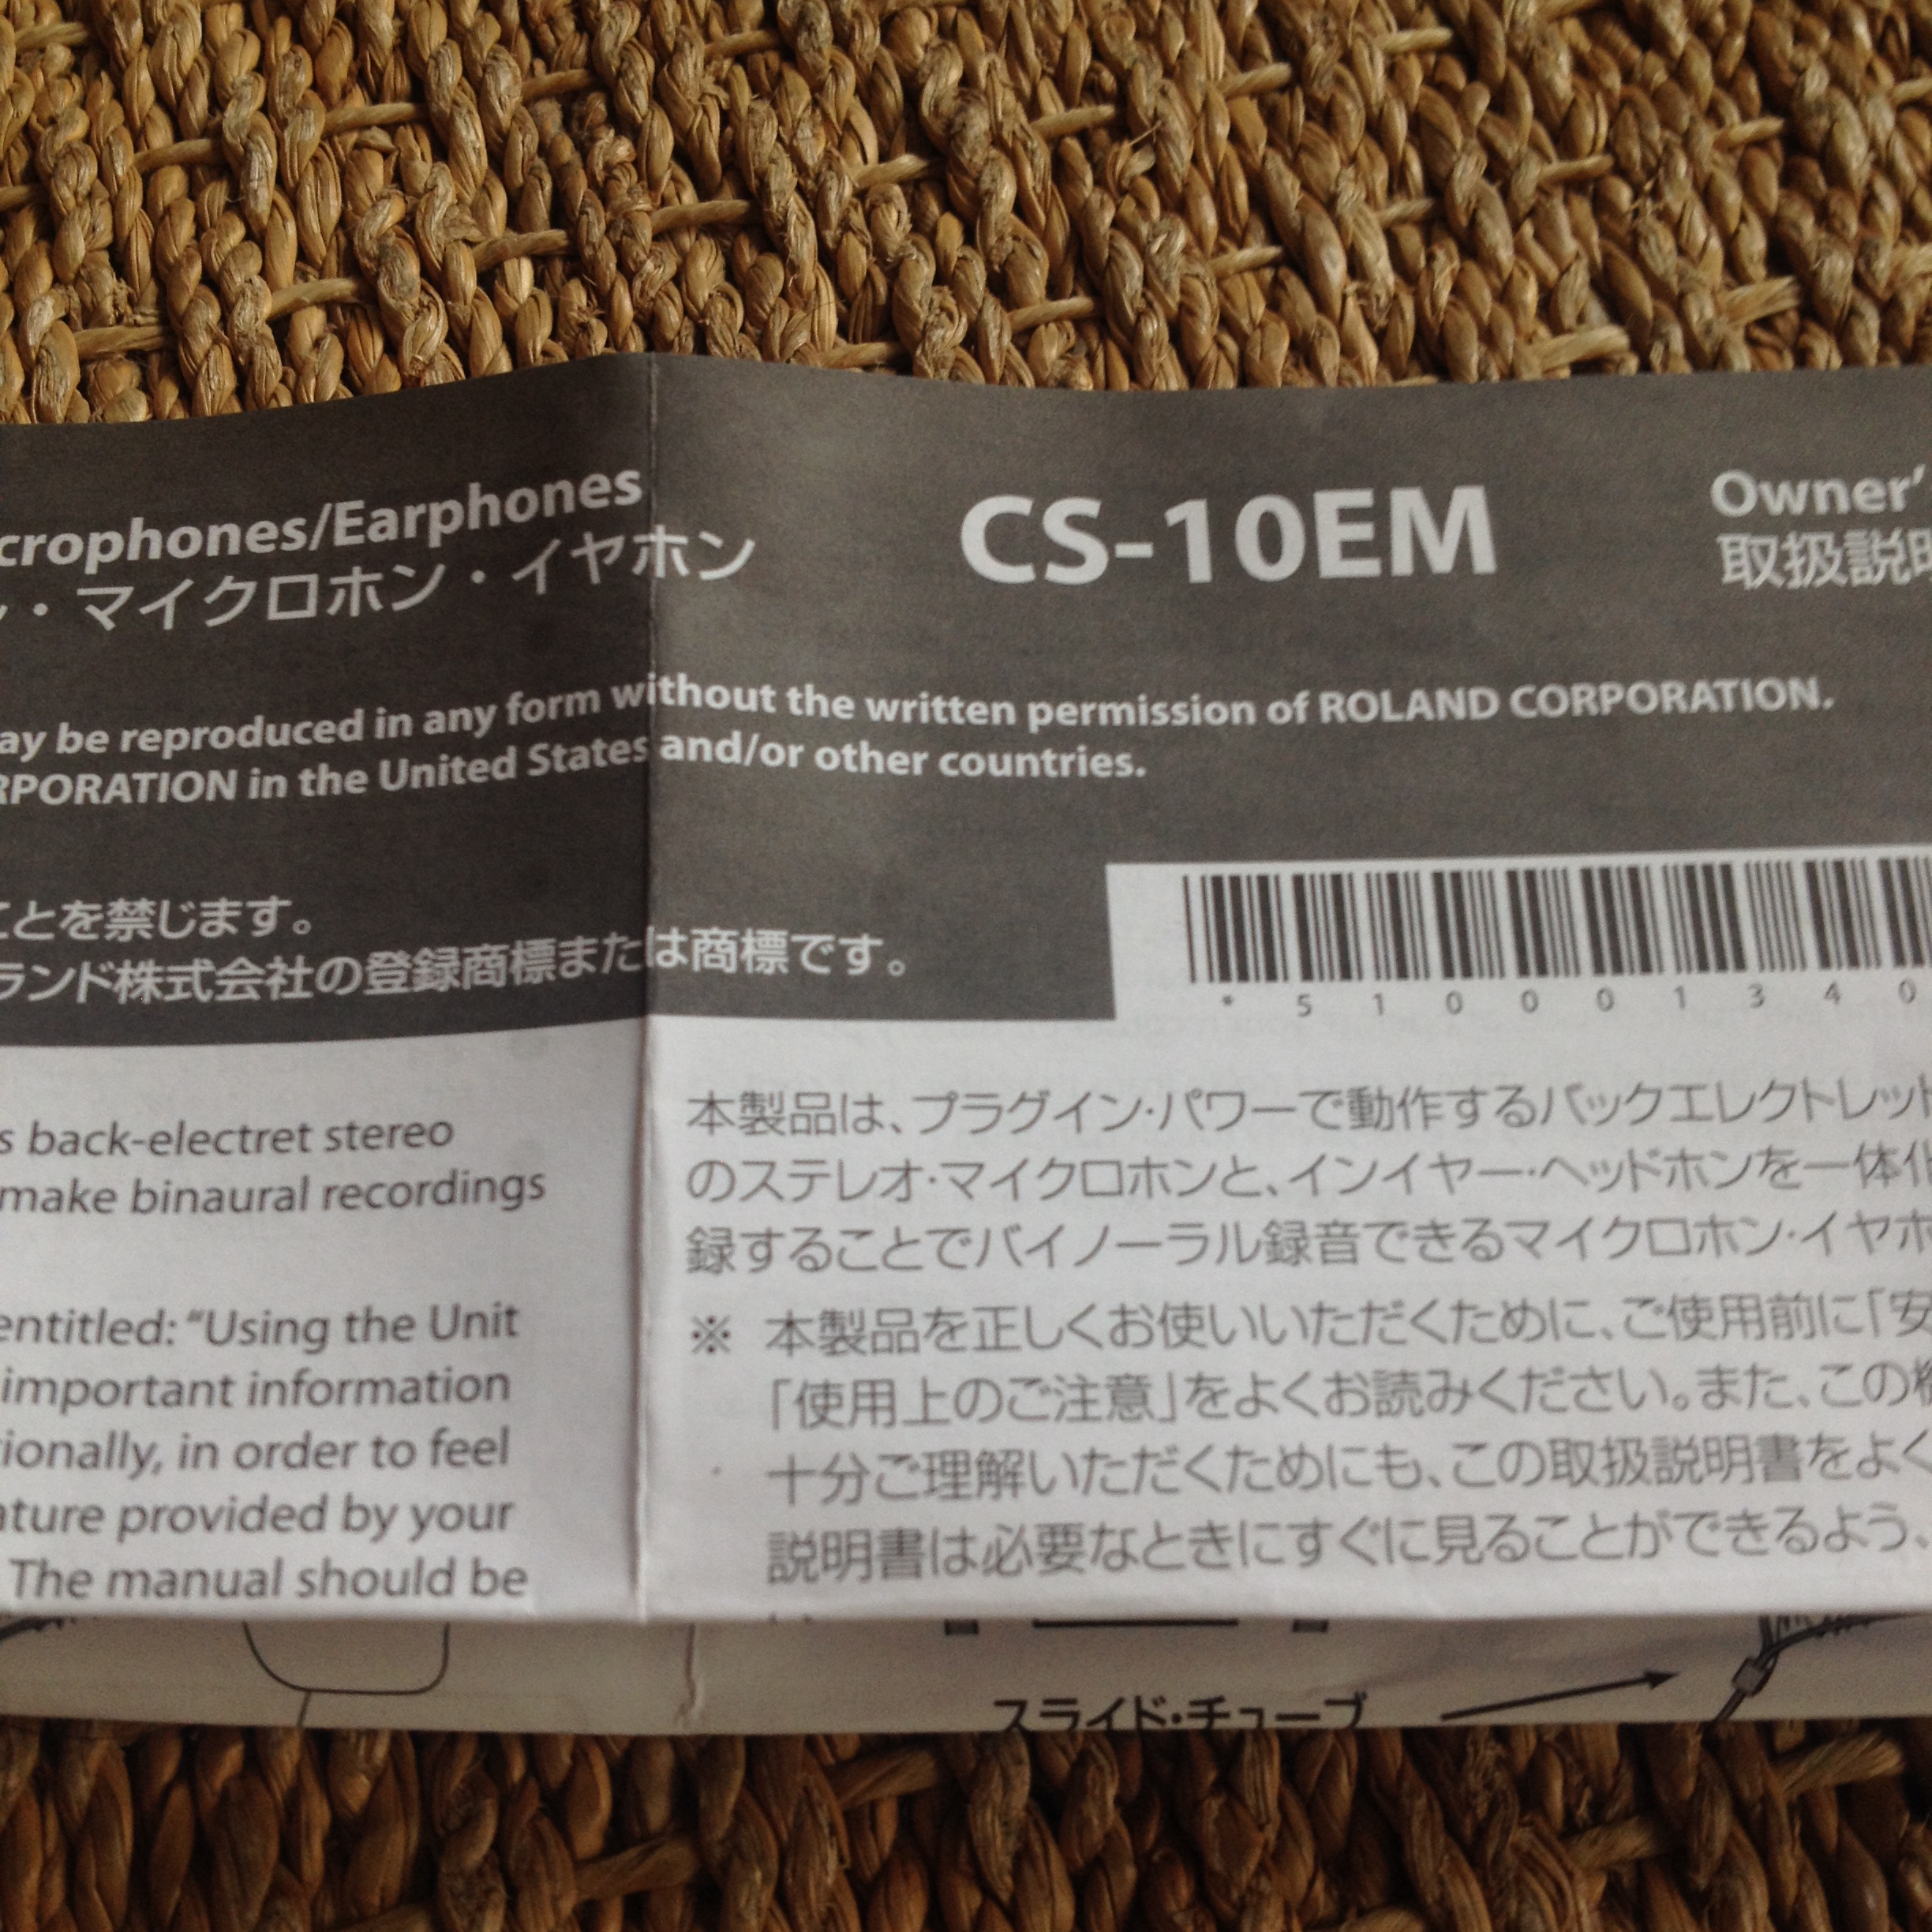 crophones/Earphones
・マイクロホン・イヤホン
CS-10EM
Owner'
取扱説明
ay be reproduced in any form without the written permission of ROLAND CORPORATION.
RPORATION in the United States and/or other countries.
ことを禁じます。
ランド株式会社の登録商標または商標です。
* 5 1 0 0 0 1 3 4 0
s back-electret stereo
make binaural recordings
entitled: “Using the Unit
important information
ionally, in order to feel
ature provided by your
The manual should be
本製品は、プラグイン・パワーで動作するバックエレクトレット
のステレオ・マイクロホンと、インイヤー・ヘッドホンを一体化
録することでバイノーラル録音できるマイクロホン・イヤホ
※ 本製品を正しくお使いいただくために、ご使用前に「安
「使用上のご注意」をよくお読みください。また、この
十分ご理解いただくためにも、この取扱説明書をよく
説明書は必要なときにすぐに見ることができるよう、
スライド・チューブ